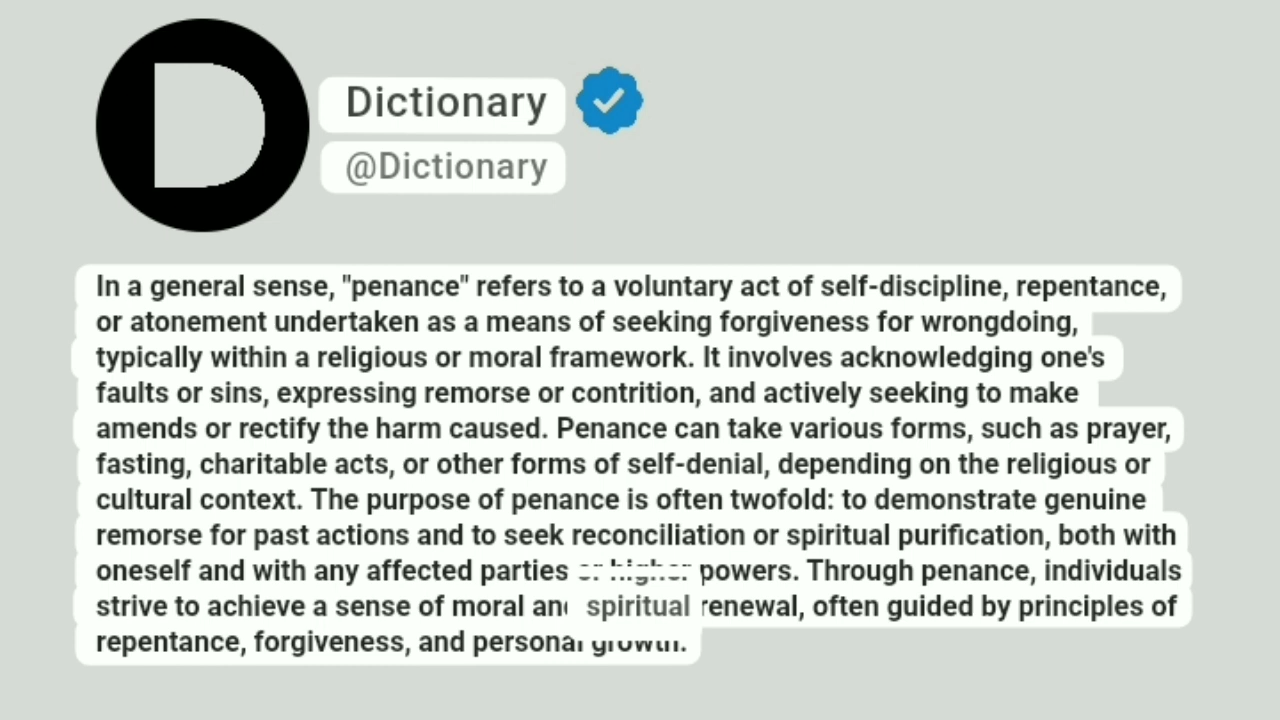 D
Dictionary
@Dictionary
In a general sense, "penance" refers to a voluntary act of self-discipline, repentance,
or atonement undertaken as a means of seeking forgiveness for wrongdoing,
typically within a religious or moral framework. It involves acknowledging one's
faults or sins, expressing remorse or contrition, and actively seeking to make
amends or rectify the harm caused. Penance can take various forms, such as prayer,
fasting, charitable acts, or other forms of self-denial, depending on the religious or
cultural context. The purpose of penance is often twofold: to demonstrate genuine
remorse for past actions and to seek reconciliation or spiritual purification, both with
oneself and with any affected parties or higher powers. Through penance, individuals
strive to achieve a sense of moral and spiritual renewal, often guided by principles of
repentance, forgiveness, and personal growth.